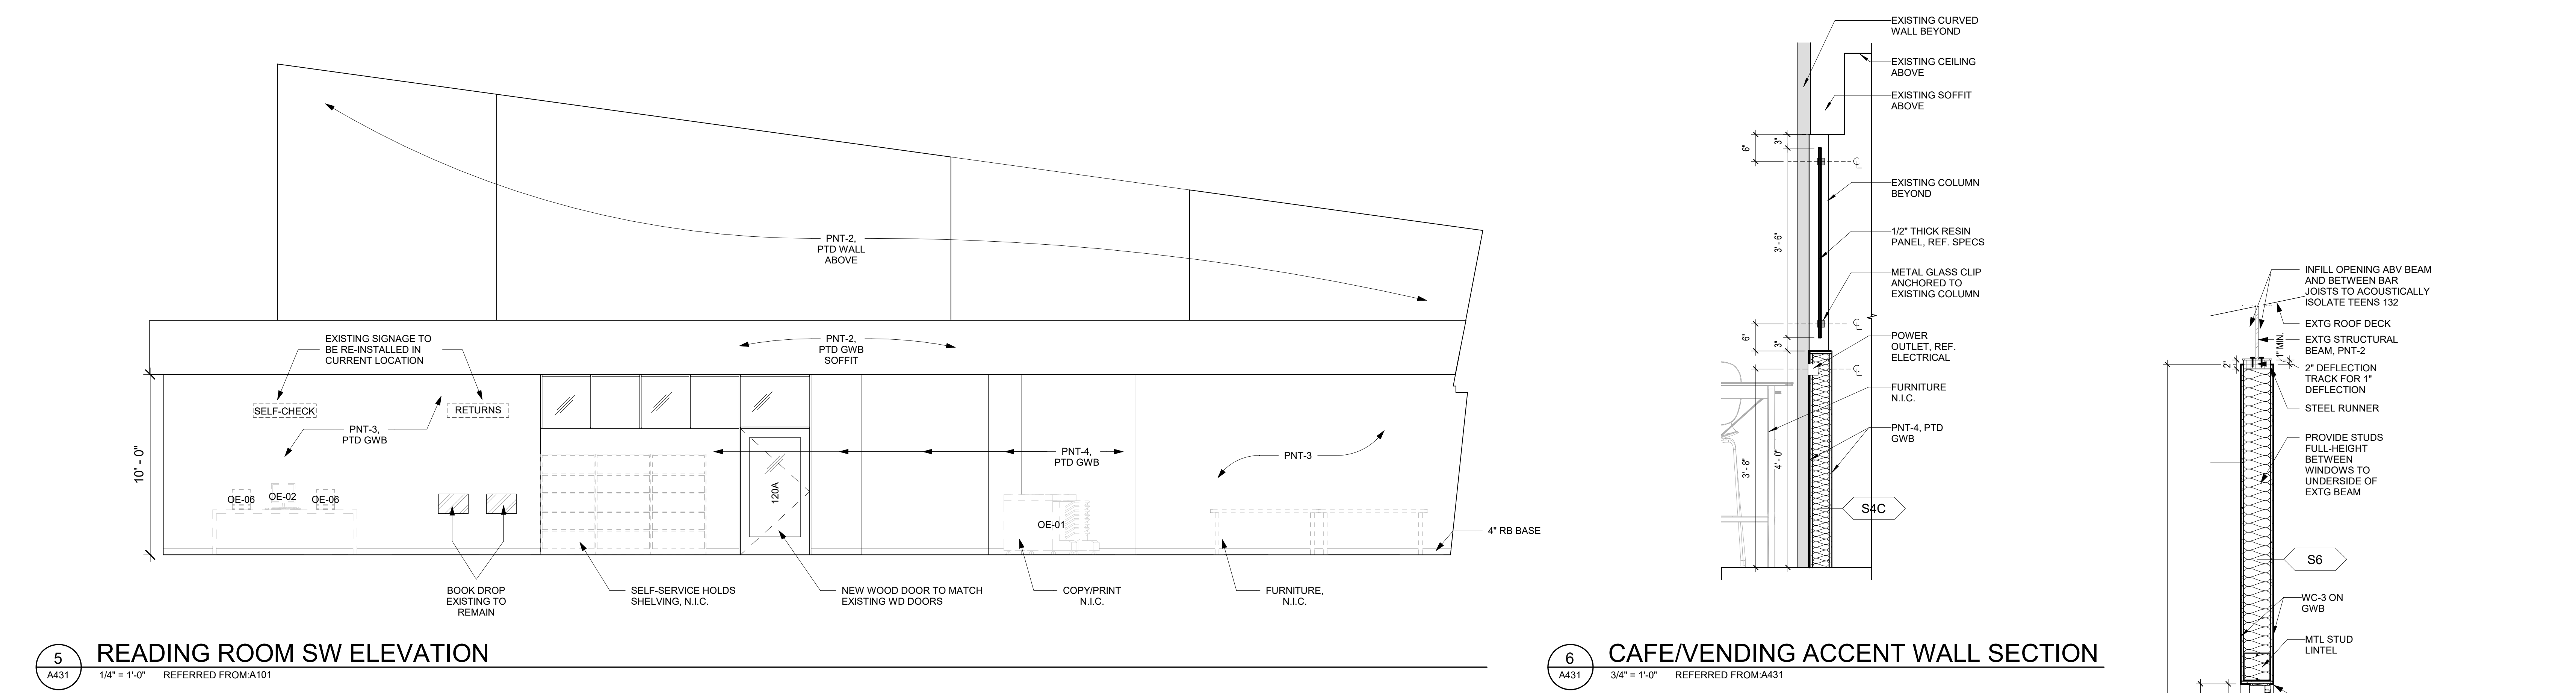 PNT-2,
PTD WALL
ABOVE
EXISTING SIGNAGE TO
BE RE-INSTALLED IN
CURRENT LOCATION
PNT-2,
PTD GWB
SOFFIT
SELF-CHECK
RETURNS
PNT-3,
PTD GWB
PNT-4,
PTD GWB
PNT-3
10' - 0"
OE-06
OE-02
OE-06
120A
OE-01
4" RB BASE
BOOK DROP
EXISTING TO
REMAIN
SELF-SERVICE HOLDS
SHELVING, N.I.C.
NEW WOOD DOOR TO MATCH
EXISTING WD DOORS
COPY/PRINT
N.I.C.
FURNITURE,
N.I.C.
5
A431
READING ROOM SW ELEVATION
1/4" = 1'-0" REFERRED FROM:A101
EXISTING CURVED
WALL BEYOND
EXISTING CEILING
ABOVE
EXISTING SOFFIT
ABOVE
6"
3"
EXISTING COLUMN
BEYOND
3' - 6"
1/2" THICK RESIN
PANEL, REF. SPECS
METAL GLASS CLIP
ANCHORED TO
EXISTING COLUMN
6"
3"
POWER
OUTLET, REF.
ELECTRICAL
FURNITURE
N.I.C.
PNT-4, PTD
GWB
3' - 8"
4' - 0"
S4C
6
A431
CAFE/VENDING ACCENT WALL SECTION
3/4" = 1'-0" REFERRED FROM:A431
INFILL OPENING ABV BEAM
AND BETWEEN BAR
JOISTS TO ACOUSTICALLY
ISOLATE TEENS 132
EXTG ROOF DECK
1" MIN.
EXTG STRUCTURAL
BEAM, PNT-2
2"
2" DEFLECTION
TRACK FOR 1"
DEFLECTION
STEEL RUNNER
PROVIDE STUDS
FULL-HEIGHT
BETWEEN
WINDOWS TO
UNDERSIDE OF
EXTG BEAM
S6
WC-3 ON
GWB
MTL STUD
LINTEL